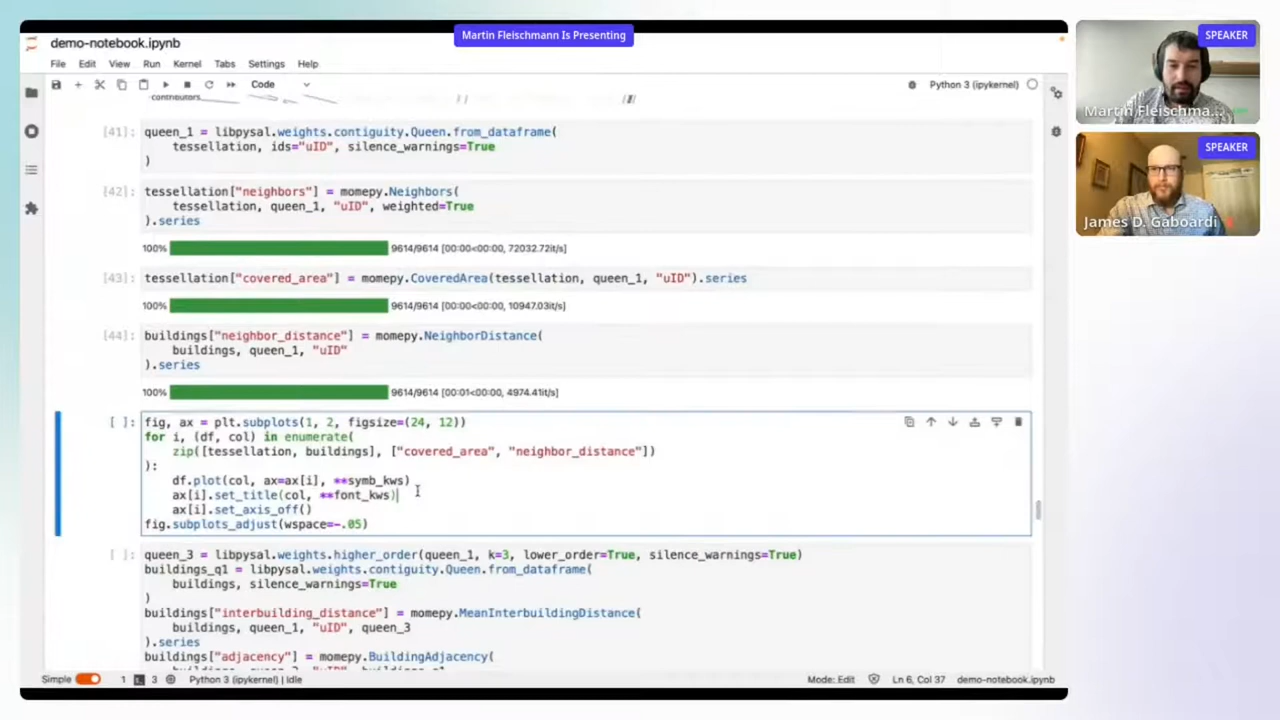 Martin Fleischmann Is Presenting
demo-notebook.ipynb
File Edit View Run Kernel Tabs Settings Help
Code
Python 3 (ipykernel)
contributors
[41]: queen_1 = libpysal.weights.contiguity.Queen.from_dataframe(
tessellation, ids="uID", silence_warnings=True
)
[42]: tessellation["neighbors"] = momepy.Neighbors(
tessellation, queen_1, "uID", weighted=True
).series
100% 9614/9614 [00:00<00:00, 72032.72it/s]
[43]: tessellation["covered_area"] = momepy.CoveredArea(tessellation, queen_1, "uID").series
100% 9614/9614 [00:00<00:00, 10947.03it/s]
[44]: buildings["neighbor_distance"] = momepy.NeighborDistance(
buildings, queen_1, "uID"
).series
100% 9614/9614 [00:01<00:00, 4974.41it/s]
[ ]: fig, ax = plt.subplots(1, 2, figsize=(24, 12))
for i, (df, col) in enumerate(
zip([tessellation, buildings], ["covered_area", "neighbor_distance"])
):
df.plot(col, ax=ax[i], **symb_kws)
ax[i].set_title(col, **font_kws)
ax[i].set_axis_off()
fig.subplots_adjust(wspace=-.05)
[ ]: queen_3 = libpysal.weights.higher_order(queen_1, k=3, lower_order=True, silence_warnings=True)
buildings_q1 = libpysal.weights.contiguity.Queen.from_dataframe(
buildings, silence_warnings=True
)
buildings["interbuilding_distance"] = momepy.MeanInterbuildingDistance(
buildings, queen_1, "uID", queen_3
).series
buildings["adjacency"] = momepy.BuildingAdjacency(
Simple 1 3 Python 3 (ipykernel) | Idle Mode: Edit Ln 6, Col 37 demo-notebook.ipynb
SPEAKER
Martin Fleischma...
SPEAKER
James D. Gaboardi